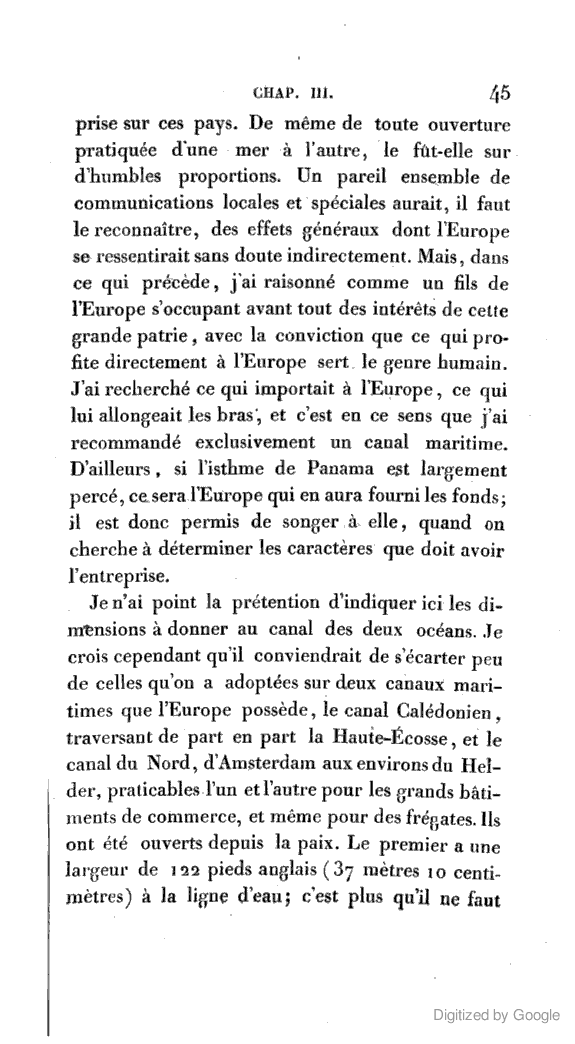 CHAP. III. 45
prise sur ces pays. De même de toute ouverture
pratiquée d'une mer à l'autre, le fût-elle sur
d'humbles proportions. Un pareil ensemble de
communications locales et spéciales aurait, il faut
le reconnaître, des effets généraux dont l'Europe
se ressentirait sans doute indirectement. Mais, dans
ce qui précède, j'ai raisonné comme un fils de
l'Europe s'occupant avant tout des intérêts de cette
grande patrie, avec la conviction que ce qui pro-
fite directement à l'Europe sert le genre humain.
J'ai recherché ce qui importait à l'Europe, ce qui
lui allongeait les bras, et c'est en ce sens que j'ai
recommandé exclusivement un canal maritime.
D'ailleurs, si l'isthme de Panama est largement
percé, ce sera l'Europe qui en aura fourni les fonds;
il est donc permis de songer à elle, quand on
cherche à déterminer les caractères que doit avoir
l'entreprise.
Je n'ai point la prétention d'indiquer ici les di-
mensions à donner au canal des deux océans. Je
crois cependant qu'il conviendrait de s'écarter peu
de celles qu'on a adoptées sur deux canaux mari-
times que l'Europe possède, le canal Calédonien,
traversant de part en part la Haute-Écosse, et le
canal du Nord, d'Amsterdam aux environs du Hel-
der, praticables l'un et l'autre pour les grands bâti-
ments de commerce, et même pour des frégates. Ils
ont été ouverts depuis la paix. Le premier a une
largeur de 122 pieds anglais (37 mètres 10 centi-
mètres) à la ligne d'eau; c'est plus qu'il ne faut
Digitized by Google